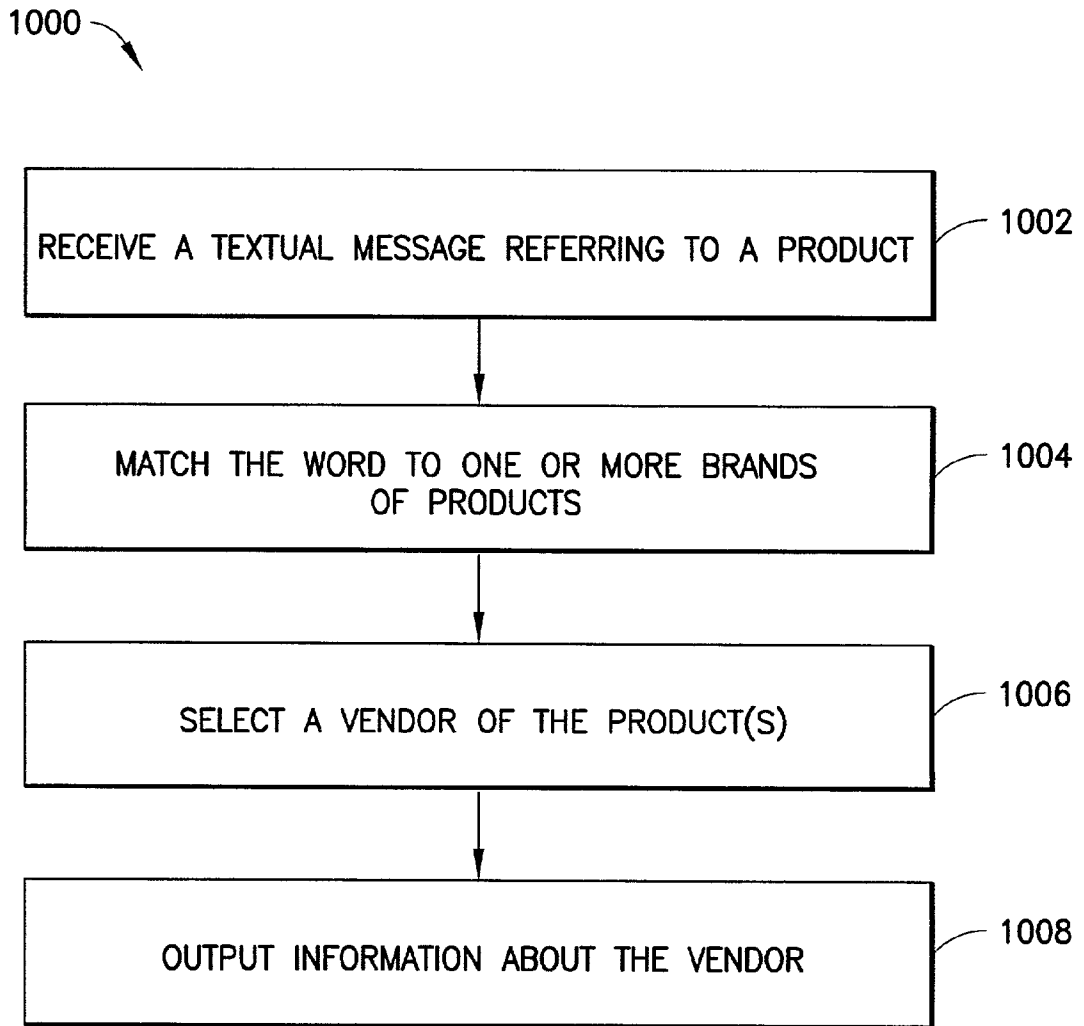 1000
RECEIVE A TEXTUAL MESSAGE REFERRING TO A PRODUCT
1002
MATCH THE WORD TO ONE OR MORE BRANDS
OF PRODUCTS
1004
SELECT A VENDOR OF THE PRODUCT(S)
1006
OUTPUT INFORMATION ABOUT THE VENDOR
1008